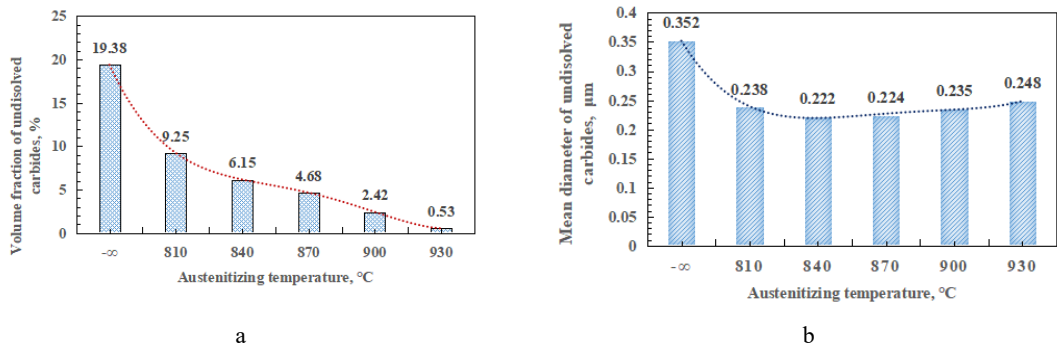 25
20
15
10
5
0
Volume fraction of undisolved
carbides, %
19.38
9.25
6.15
4.68
2.42
0.53
-∞ 810 840 870 900 930
Austenitizing temperature, °C
a
0.4
0.35
0.3
0.25
0.2
0.15
0.1
0.05
0
Mean diameter of undisolved
carbides, µm
0.352
0.238
0.222
0.224
0.235
0.248
-∞ 810 840 870 900 930
Austenitizing temperature, °C
b